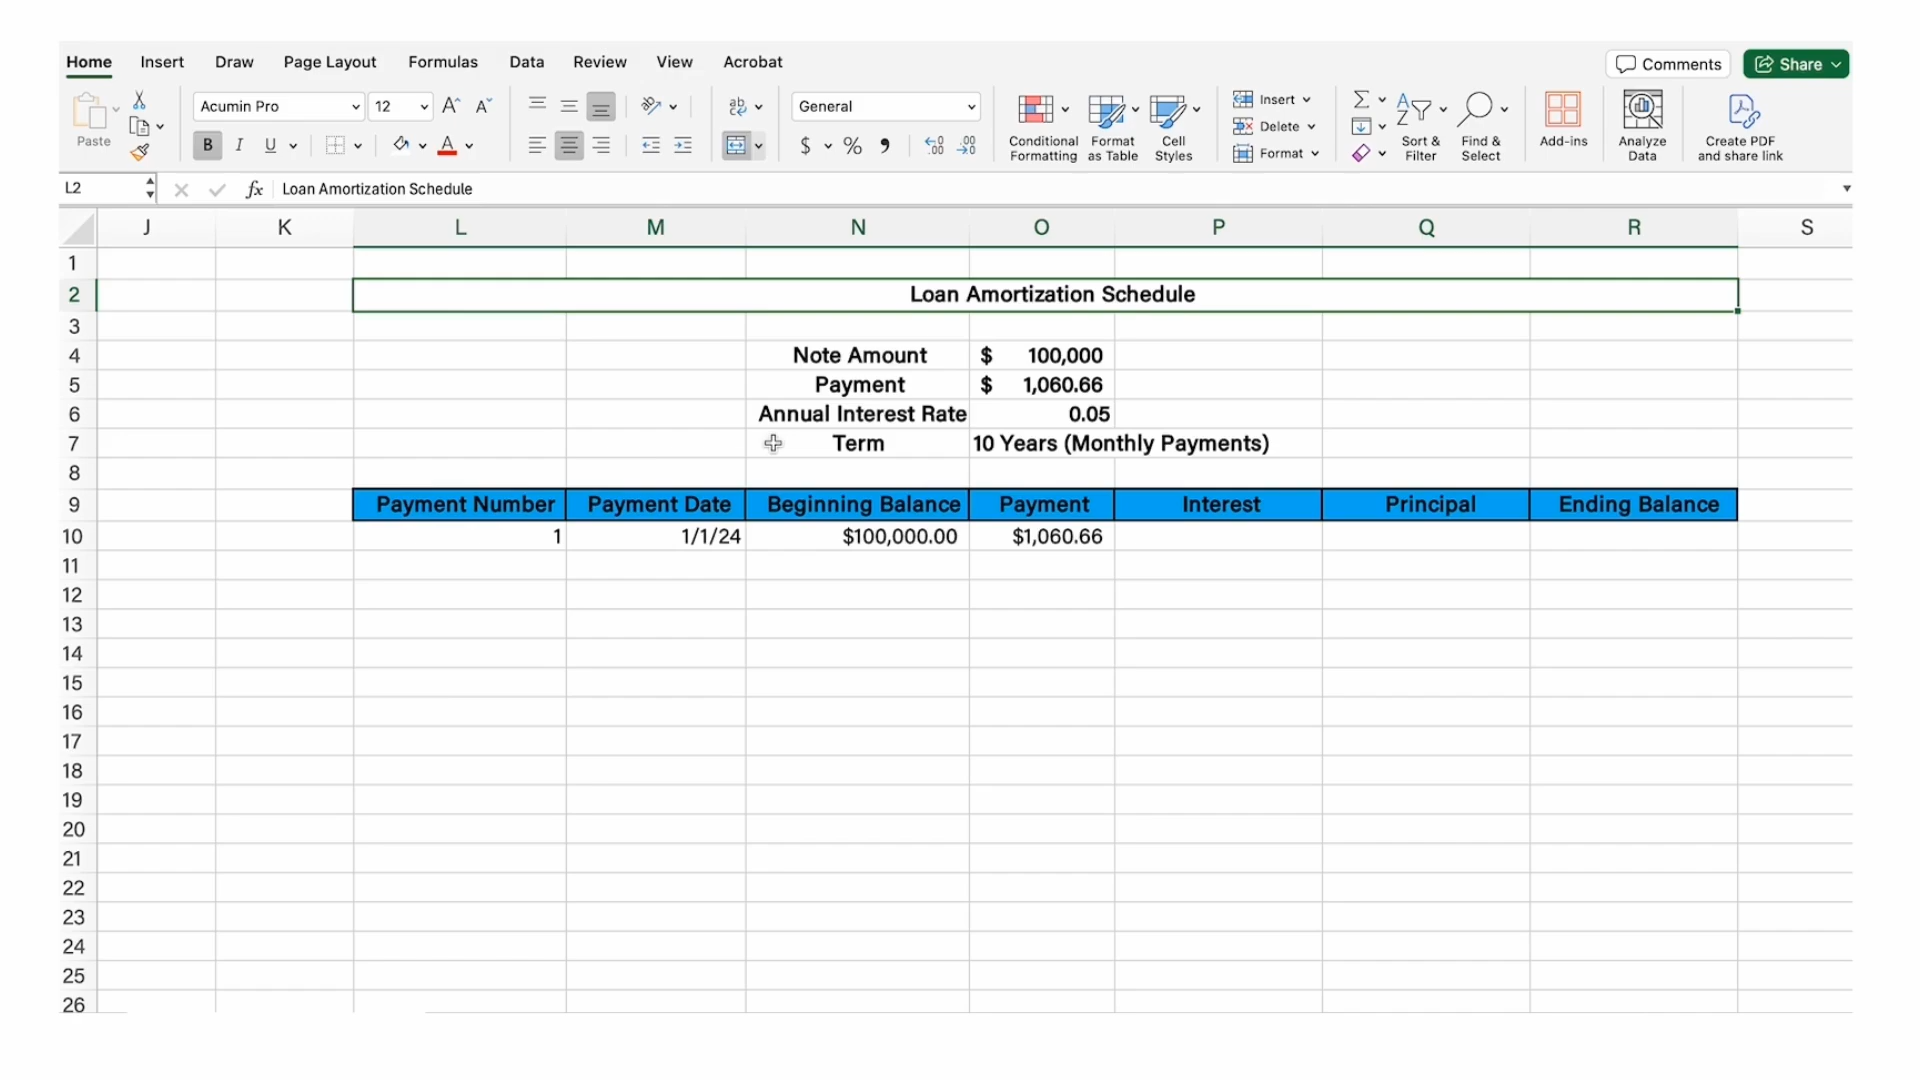 Home Insert Draw Page Layout Formulas Data Review View Acrobat Comments Share
Paste Acumin Pro 12 A A ab General
B I U A $ % 9 .00 .00
Conditional Formatting Format as Table Cell Styles Insert Delete Format Sort & Filter Find & Select Add-ins Analyze Data Create PDF and share link
L2 fx Loan Amortization Schedule
J K L M N O P Q R S
1
2 Loan Amortization Schedule
3
4 Note Amount $ 100,000
5 Payment $ 1,060.66
6 Annual Interest Rate 0.05
7 Term 10 Years (Monthly Payments)
8
9 Payment Number Payment Date Beginning Balance Payment Interest Principal Ending Balance
10 1 1/1/24 $100,000.00 $1,060.66
11
12
13
14
15
16
17
18
19
20
21
22
23
24
25
26